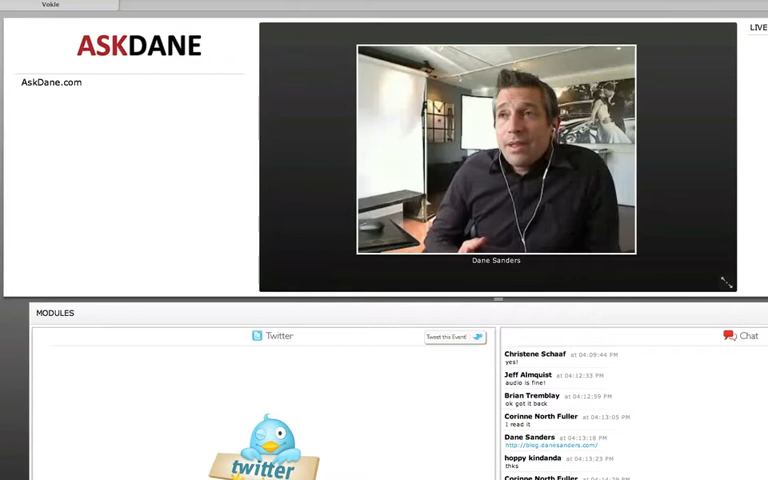 Vokle
LIVE
ASKDANE
AskDane.com
Dane Sanders
MODULES
Twitter
Tweet this Event!
Chat
Christene Schaaf at 04:09:44 PM
yes!
Jeff Almquist at 04:12:33 PM
audio is fine!
Brian Tremblay at 04:12:59 PM
ok got it back
Corinne North Fuller at 04:13:05 PM
I read it
Dane Sanders at 04:13:18 PM
http://blog.danesanders.com/
hoppy kindanda at 04:13:23 PM
thks
Corinne North Fuller
twitter